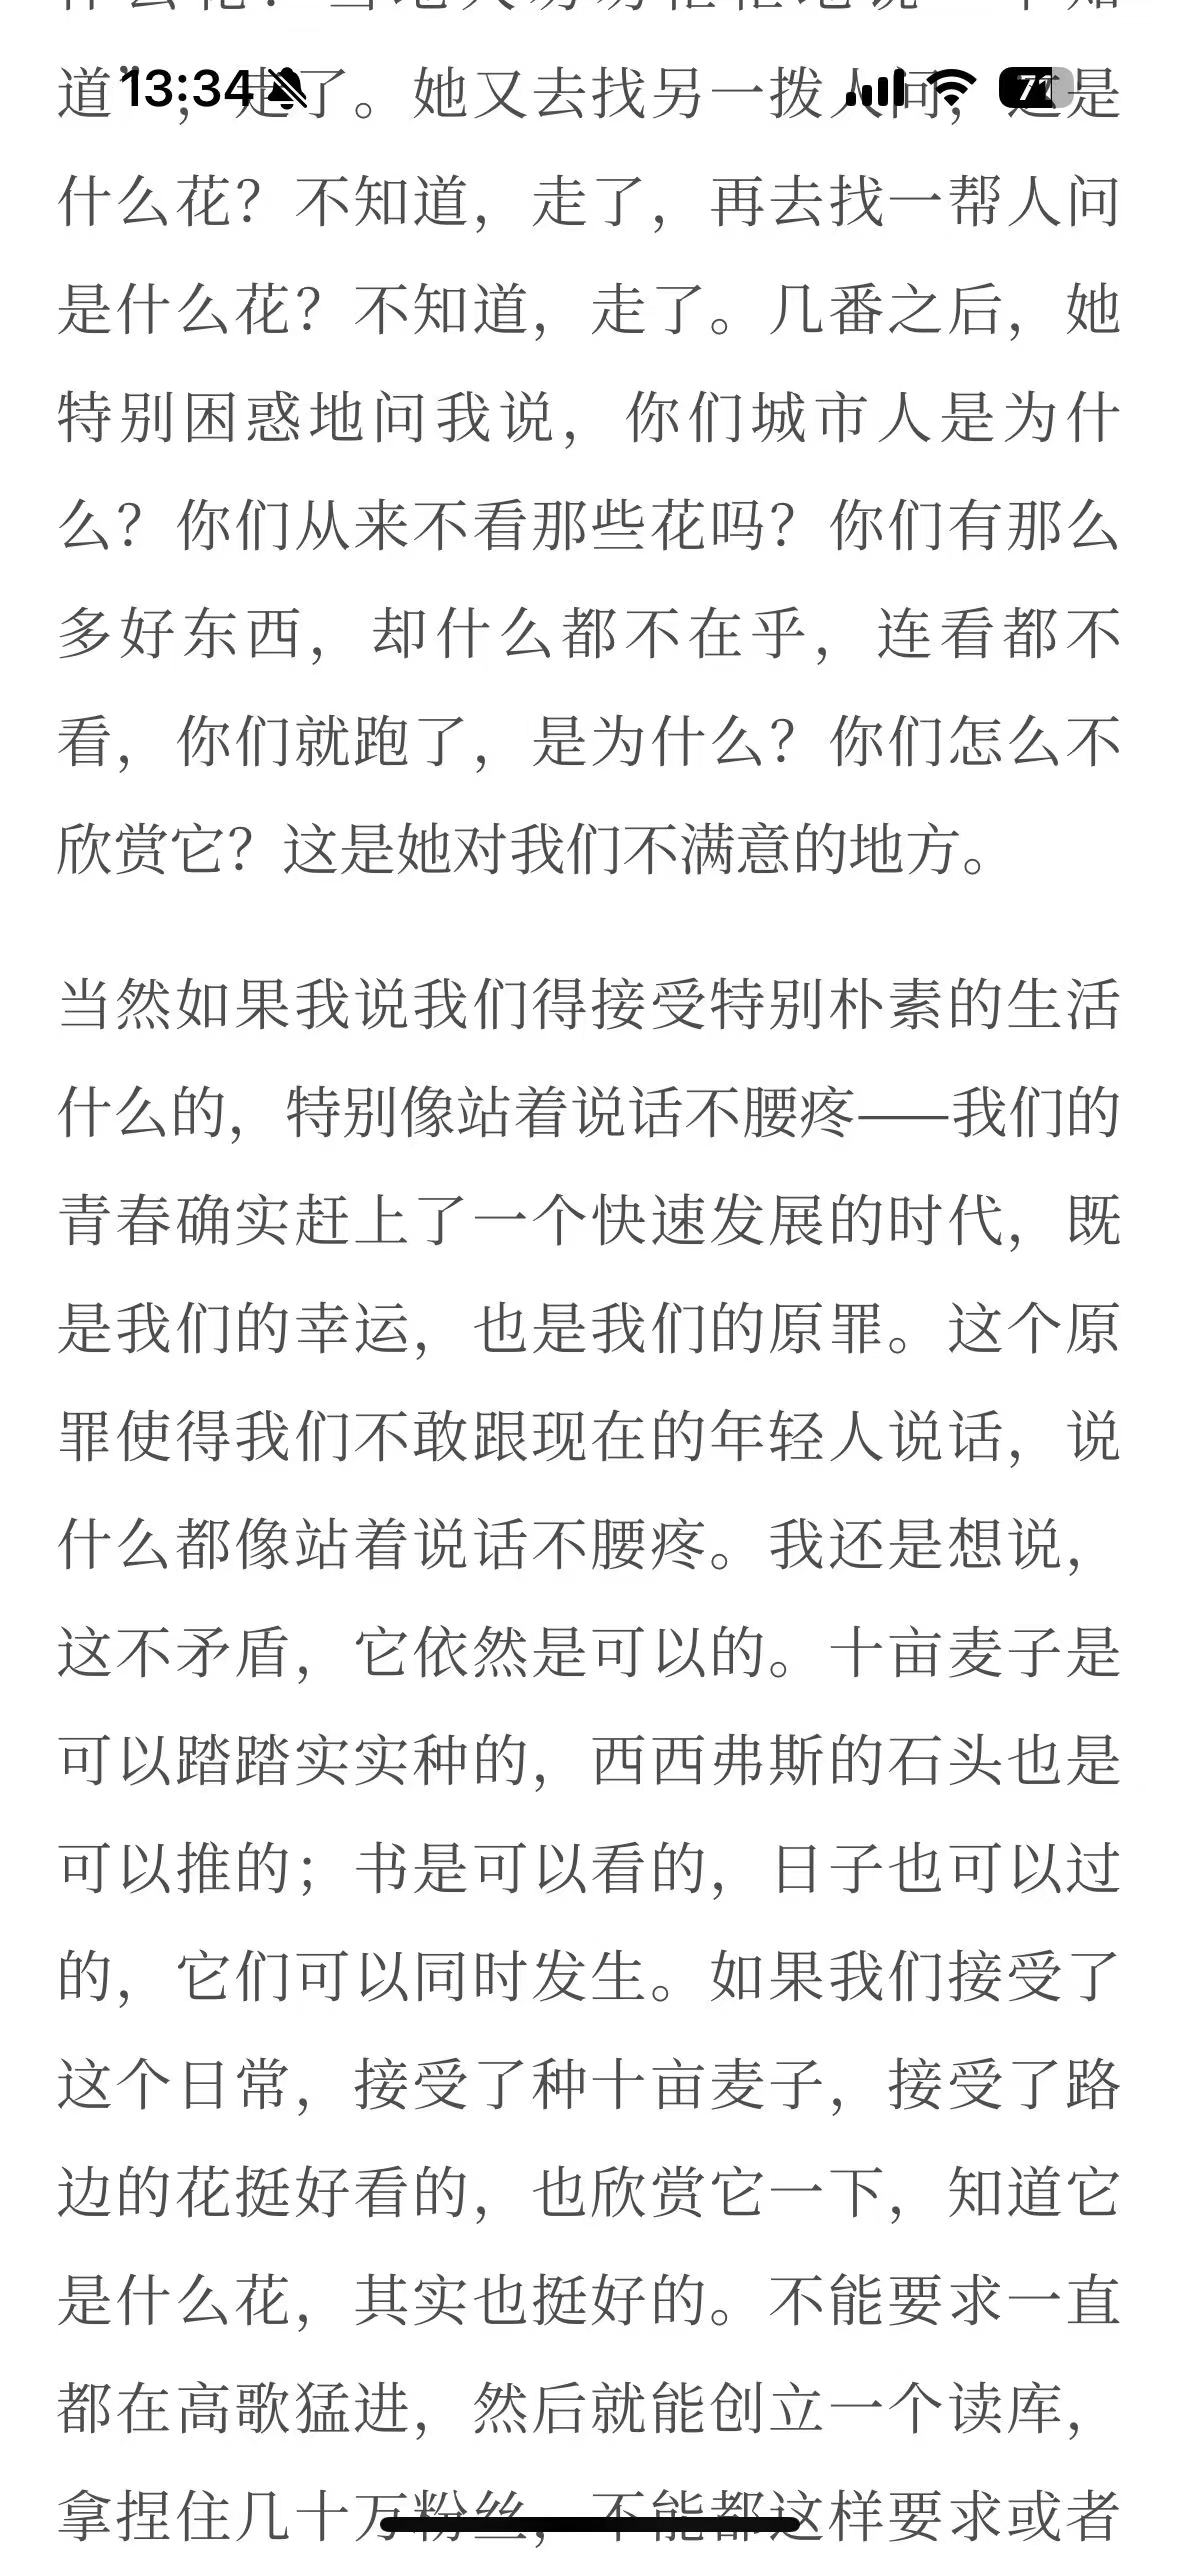 道”，走了。她又去找另一拨人问，这是
13:34
71
什么花？不知道，走了，再去找一帮人问
是什么花？不知道，走了。几番之后，她
特别困惑地问我说，你们城市人是为什
么？你们从来不看那些花吗？你们有那么
多好东西，却什么都不在乎，连看都不
看，你们就跑了，是为什么？你们怎么不
欣赏它？这是她对我们不满意的地方。
当然如果我说我们得接受特别朴素的生活
什么的，特别像站着说话不腰疼——我们的
青春确实赶上了一个快速发展的时代，既
是我们的幸运，也是我们的原罪。这个原
罪使得我们不敢跟现在的年轻人说话，说
什么都像站着说话不腰疼。我还是想说，
这不矛盾，它依然是可以的。十亩麦子是
可以踏踏实实种的，西西弗斯的石头也是
可以推的；书是可以看的，日子也可以过
的，它们可以同时发生。如果我们接受了
这个日常，接受了种十亩麦子，接受了路
边的花挺好看的，也欣赏它一下，知道它
是什么花，其实也挺好的。不能要求一直
都在高歌猛进，然后就能创立一个读库，
拿捏住几十万粉丝，不能都这样要求或者